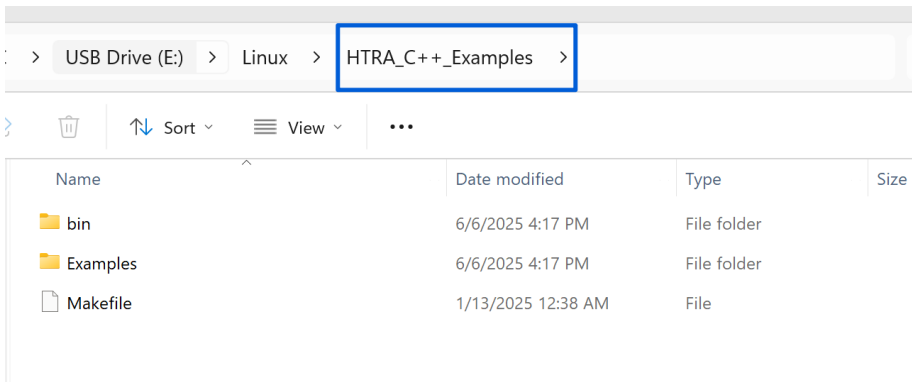 USB Drive (E:) > Linux > HTRA_C++_Examples >
Sort View •••
Name Date modified Type Size
bin 6/6/2025 4:17 PM File folder
Examples 6/6/2025 4:17 PM File folder
Makefile 1/13/2025 12:38 AM File